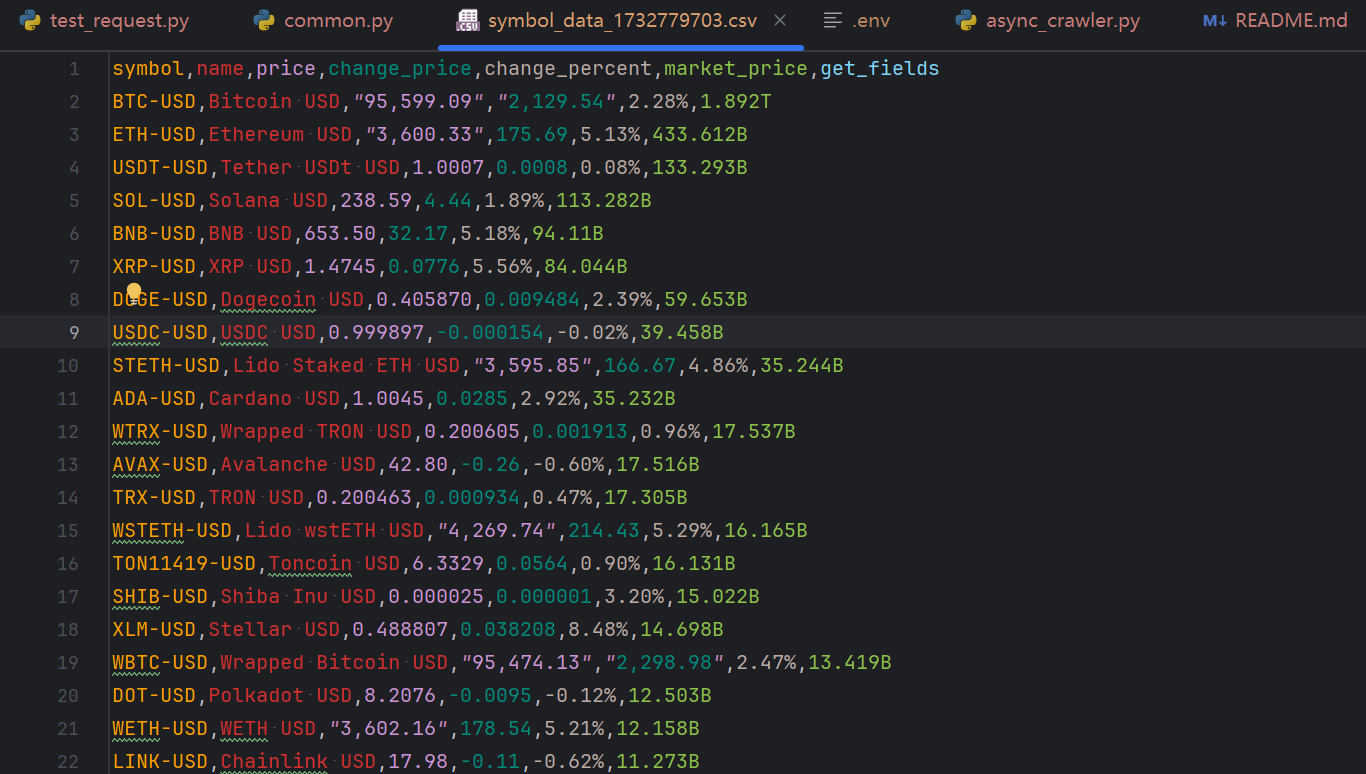 test_request.py common.py CSV symbol_data_1732779703.csv .env async_crawler.py M↓ README.md
1 symbol,name,price,change_price,change_percent,market_price,get_fields
2 BTC-USD,Bitcoin USD,"95,599.09","2,129.54",2.28%,1.892T
3 ETH-USD,Ethereum USD,"3,600.33",175.69,5.13%,433.612B
4 USDT-USD,Tether USDt USD,1.0007,0.0008,0.08%,133.293B
5 SOL-USD,Solana USD,238.59,4.44,1.89%,113.282B
6 BNB-USD,BNB USD,653.50,32.17,5.18%,94.11B
7 XRP-USD,XRP USD,1.4745,0.0776,5.56%,84.044B
8 DOGE-USD,Dogecoin USD,0.405870,0.009484,2.39%,59.653B
9 USDC-USD,USDC USD,0.999897,-0.000154,-0.02%,39.458B
10 STETH-USD,Lido Staked ETH USD,"3,595.85",166.67,4.86%,35.244B
11 ADA-USD,Cardano USD,1.0045,0.0285,2.92%,35.232B
12 WTRX-USD,Wrapped TRON USD,0.200605,0.001913,0.96%,17.537B
13 AVAX-USD,Avalanche USD,42.80,-0.26,-0.60%,17.516B
14 TRX-USD,TRON USD,0.200463,0.000934,0.47%,17.305B
15 WSTETH-USD,Lido wstETH USD,"4,269.74",214.43,5.29%,16.165B
16 TON11419-USD,Toncoin USD,6.3329,0.0564,0.90%,16.131B
17 SHIB-USD,Shiba Inu USD,0.000025,0.000001,3.20%,15.022B
18 XLM-USD,Stellar USD,0.488807,0.038208,8.48%,14.698B
19 WBTC-USD,Wrapped Bitcoin USD,"95,474.13","2,298.98",2.47%,13.419B
20 DOT-USD,Polkadot USD,8.2076,-0.0095,-0.12%,12.503B
21 WETH-USD,WETH USD,"3,602.16",178.54,5.21%,12.158B
22 LINK-USD,Chainlink USD,17.98,-0.11,-0.62%,11.273B